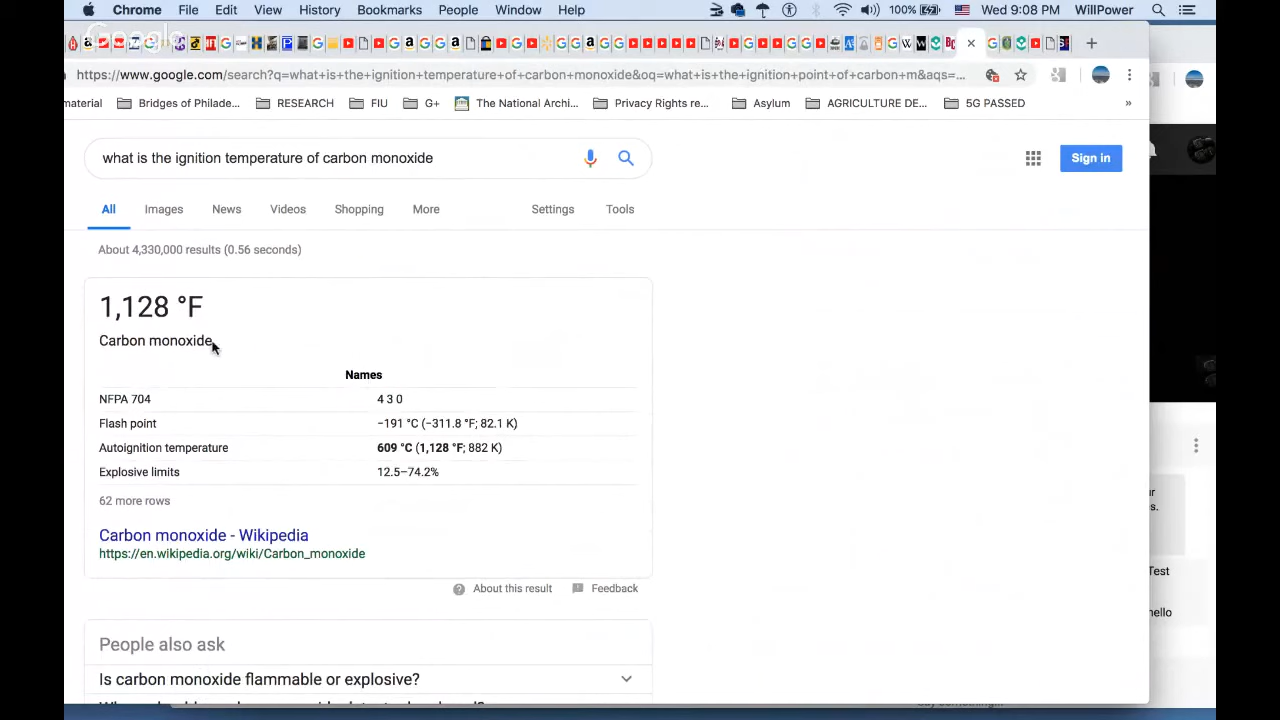 Chrome File Edit View History Bookmarks People Window Help 100% Wed 9:08 PM WillPower
Google
https://www.google.com/search?q=what+is+the+ignition+temperature+of+carbon+monoxide&oq=what+is+the+ignition+point+of+carbon+m&aqs=...
material Bridges of Philade... RESEARCH FIU G+ The National Archi... Privacy Rights re... Asylum AGRICULTURE DE... 5G PASSED »
what is the ignition temperature of carbon monoxide
Sign in
All Images News Videos Shopping More Settings Tools
About 4,330,000 results (0.56 seconds)
1,128 °F
Carbon monoxide
Names
NFPA 704 4 3 0
Flash point −191 °C (−311.8 °F; 82.1 K)
Autoignition temperature 609 °C (1,128 °F; 882 K)
Explosive limits 12.5–74.2%
62 more rows
Carbon monoxide - Wikipedia
https://en.wikipedia.org/wiki/Carbon_monoxide
About this result Feedback
People also ask
Is carbon monoxide flammable or explosive?
ur
s.
Test
hello